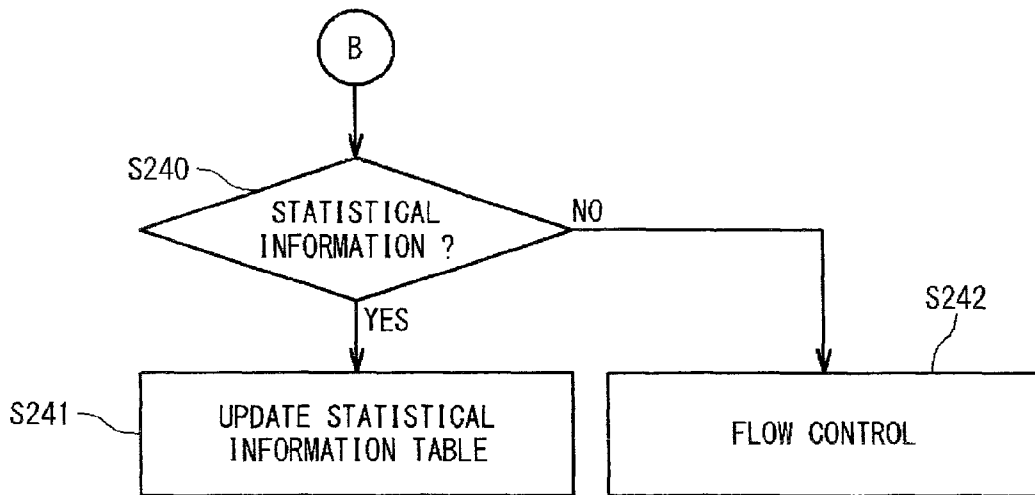 B
S240
STATISTICAL
INFORMATION ?
NO
YES
S242
S241
UPDATE STATISTICAL
INFORMATION TABLE
FLOW CONTROL